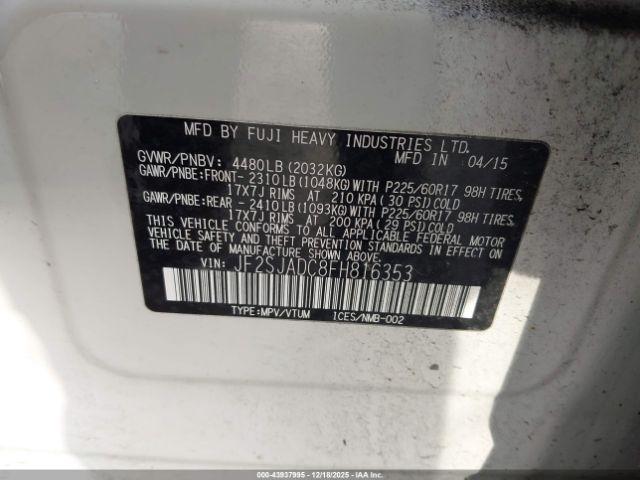 MFD BY FUJI HEAVY INDUSTRIES LTD.
GVWR/PNBV: 4480LB (2032KG) MFD IN 04/15
GAWR/PNBE:FRONT- 2310LB (1048KG) WITH P225/60R17 98H TIRES,
17X7J RIMS AT 210 KPA (30 PSI) COLD
GAWR/PNBE:REAR - 2410LB (1093KG) WITH P225/60R17 98H TIRES,
17X7J RIMS AT 200 KPA (29 PSI) COLD
THIS VEHICLE CONFORMS TO ALL APPLICABLE FEDERAL MOTOR
VEHICLE SAFETY AND BUMPER STANDARDS IN EFFECT ON
THE DATE OF MANUFACTURE SHOWN ABOVE.
VIN: JF2SJADC8FH816353
TYPE:MPV/VTUM ICES/NMB-002
000-43937995 - 12/18/2025 - IAAI.COM